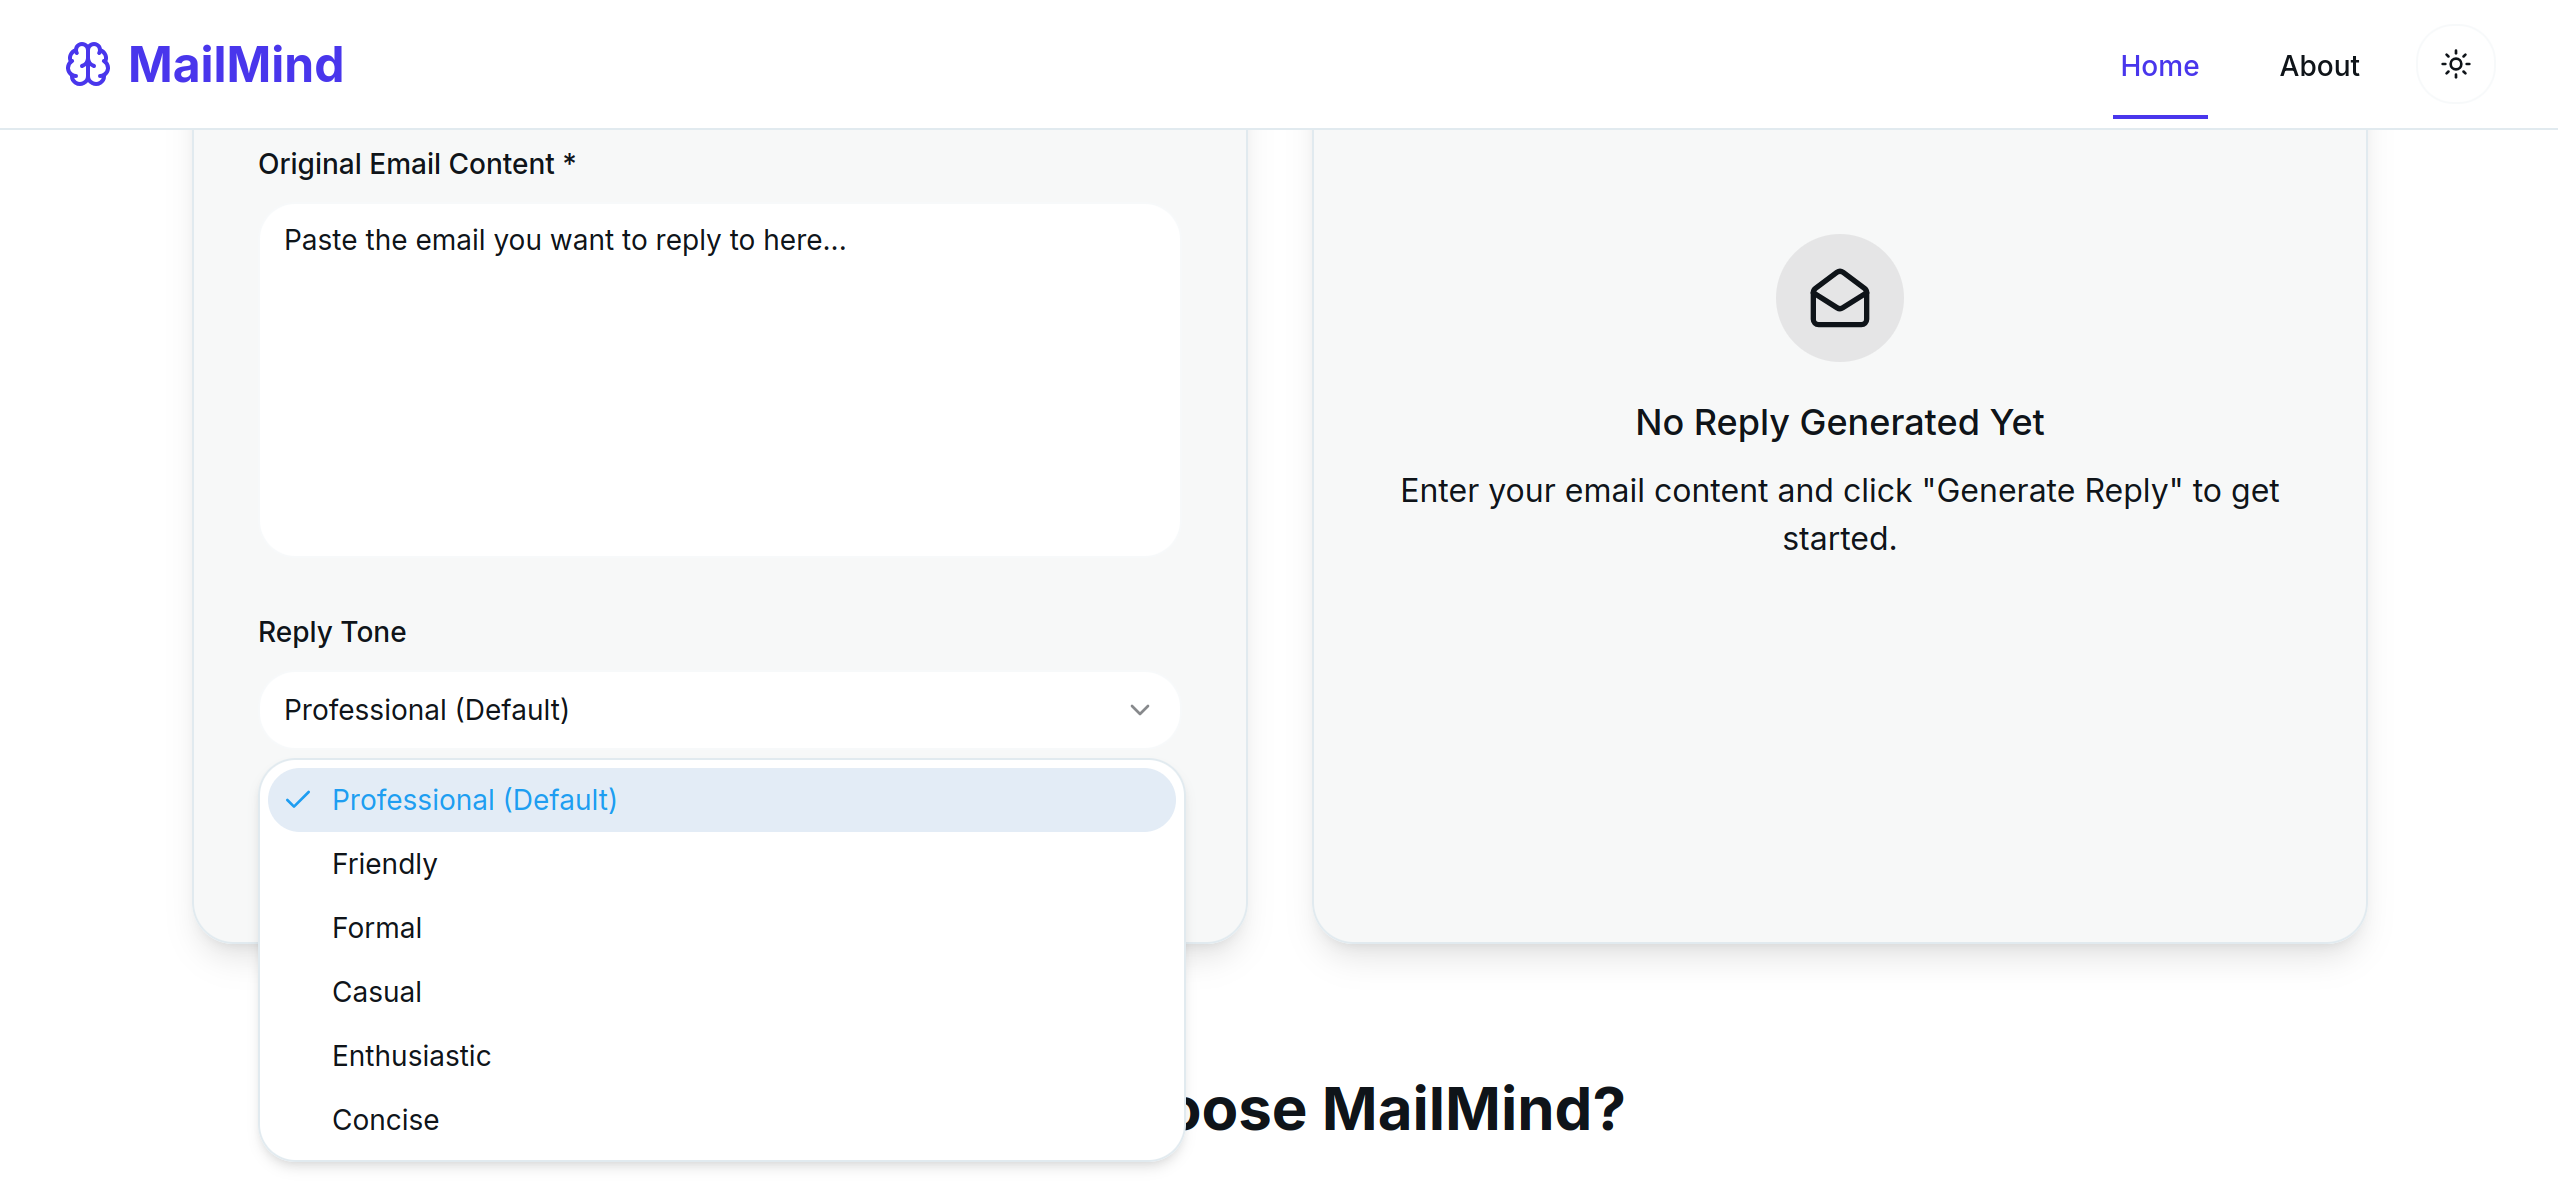 MailMind
Home
About
Original Email Content *
Paste the email you want to reply to here...
Reply Tone
Professional (Default)
Professional (Default)
Friendly
Formal
Casual
Enthusiastic
Concise
No Reply Generated Yet
Enter your email content and click "Generate Reply" to get
started.
MailMind?